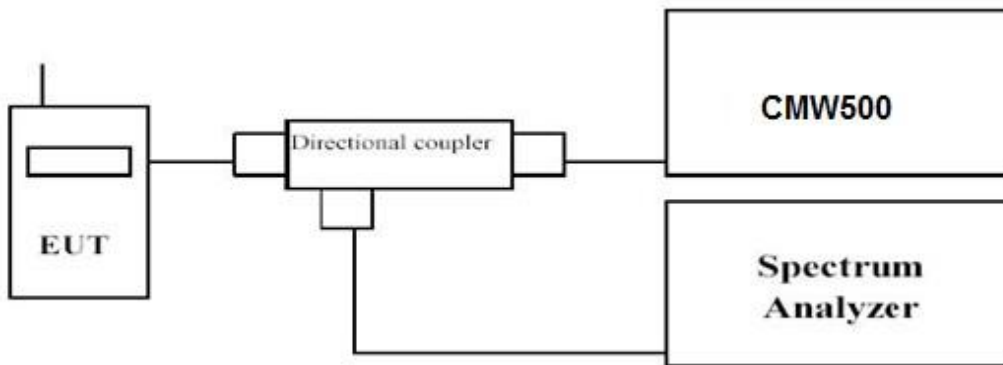 CMW500
Directional coupler
EUT
Spectrum
Analyzer